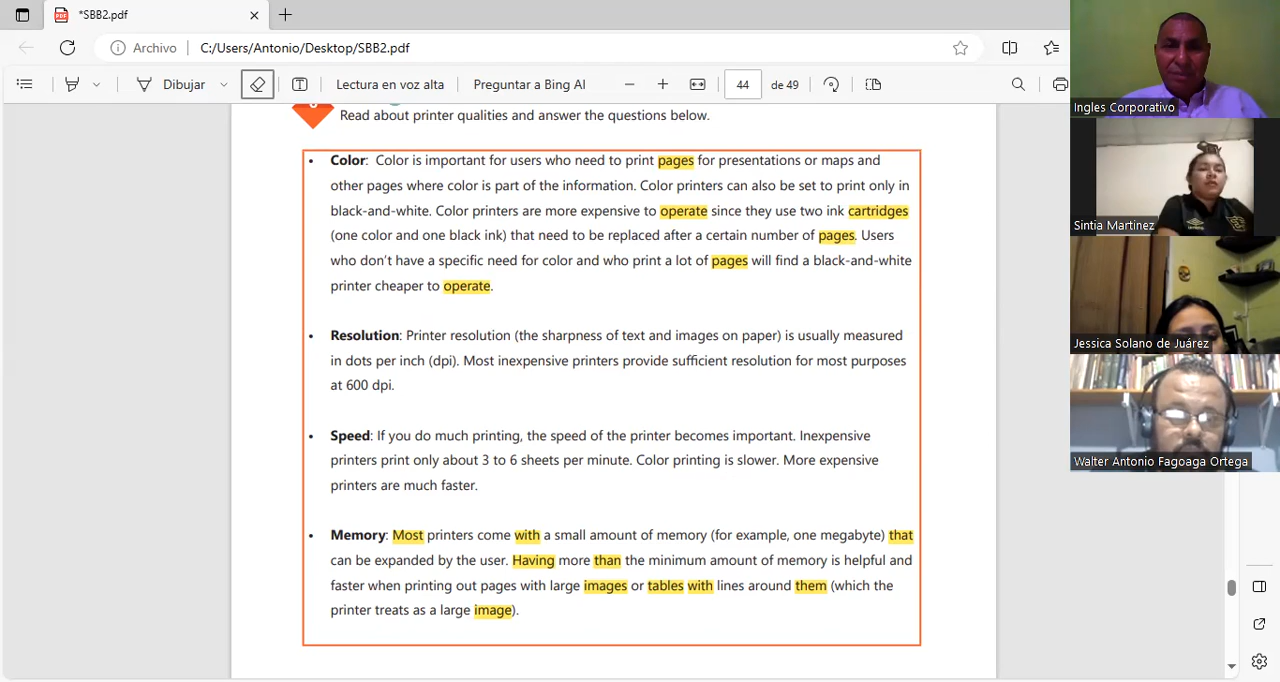 *SBB2.pdf
Archivo
C:/Users/Antonio/Desktop/SBB2.pdf
Dibujar
Lectura en voz alta
Preguntar a Bing AI
44
de 49
Read about printer qualities and answer the questions below.
• Color: Color is important for users who need to print pages for presentations or maps and
other pages where color is part of the information. Color printers can also be set to print only in
black-and-white. Color printers are more expensive to operate since they use two ink cartridges
(one color and one black ink) that need to be replaced after a certain number of pages. Users
who don't have a specific need for color and who print a lot of pages will find a black-and-white
printer cheaper to operate.
• Resolution: Printer resolution (the sharpness of text and images on paper) is usually measured
in dots per inch (dpi). Most inexpensive printers provide sufficient resolution for most purposes
at 600 dpi.
• Speed: If you do much printing, the speed of the printer becomes important. Inexpensive
printers print only about 3 to 6 sheets per minute. Color printing is slower. More expensive
printers are much faster.
• Memory: Most printers come with a small amount of memory (for example, one megabyte) that
can be expanded by the user. Having more than the minimum amount of memory is helpful and
faster when printing out pages with large images or tables with lines around them (which the
printer treats as a large image).
Ingles Corporativo
Sintia Martinez
Jessica Solano de Juárez
Walter Antonio Fagoaga Ortega